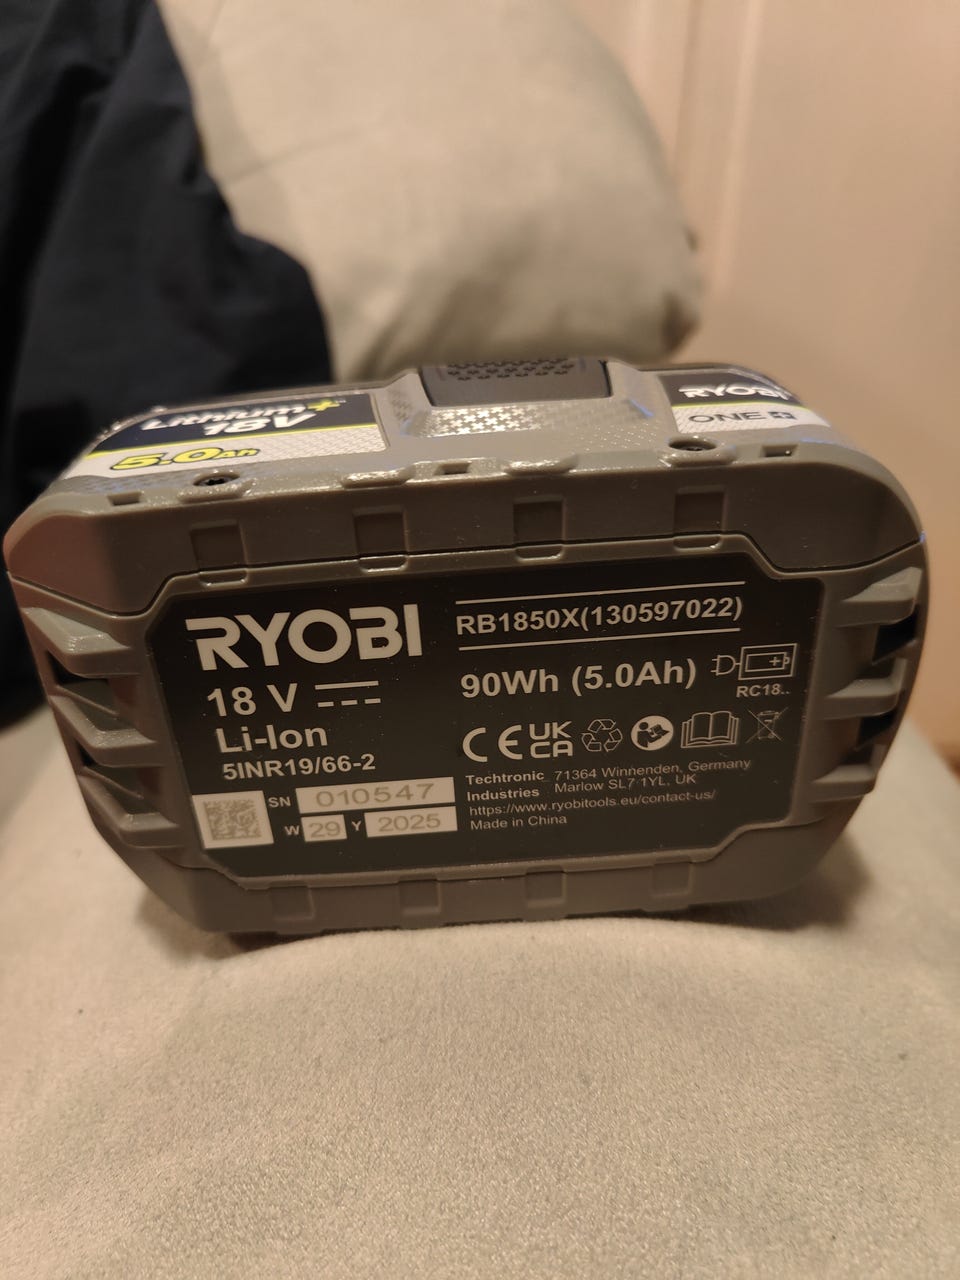 Lithium+
18V
5.0Ah
RYOBI
ONE+
RYOBI
18 V
Li-Ion
5INR19/66-2
SN 010547
W 29 Y 2025
RB1850X(130597022)
90Wh (5.0Ah)
RC18..
CE UK CA
Techtronic Industries
71364 Winnenden, Germany
Marlow SL7 1YL, UK
https://www.ryobitools.eu/contact-us/
Made in China